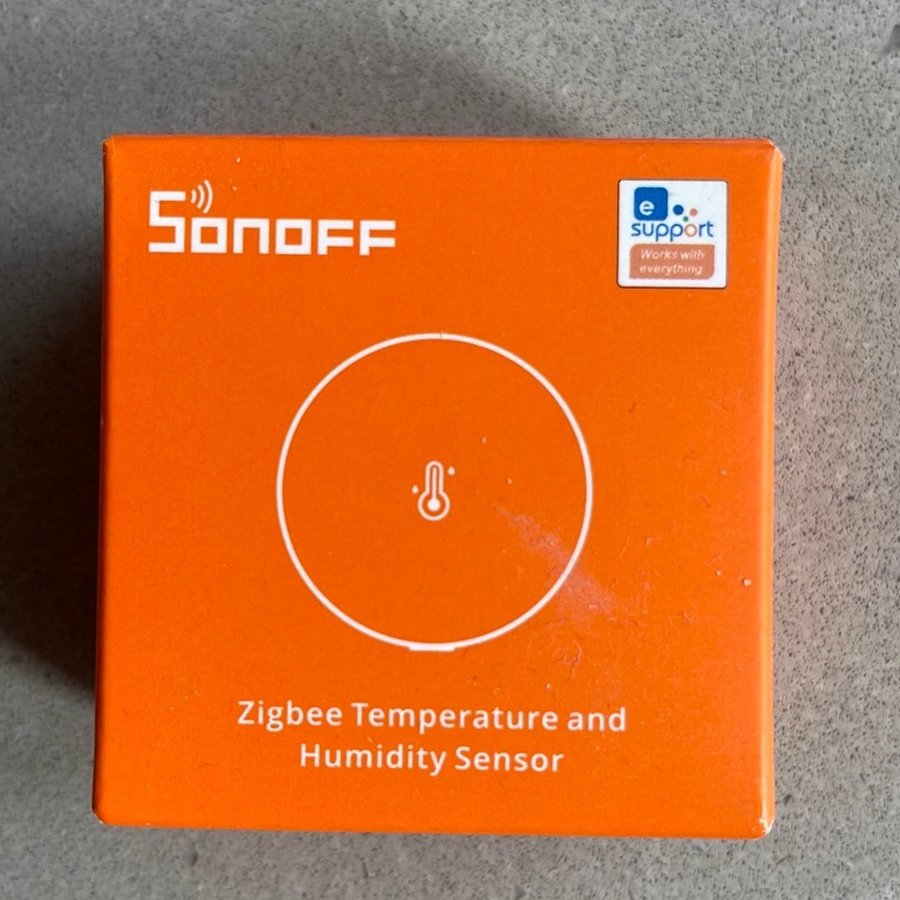 SONOFF
e
support
Works with
everything
Zigbee Temperature and
Humidity Sensor